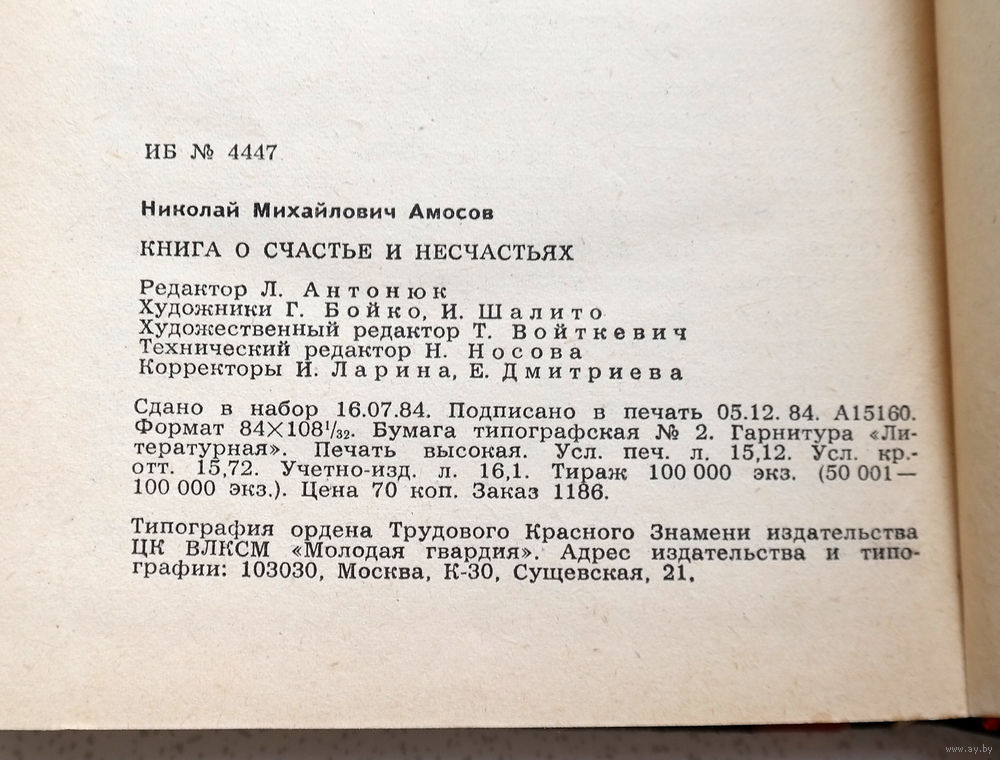 ИБ № 4447
Николай Михайлович Амосов
КНИГА О СЧАСТЬЕ И НЕСЧАСТЬЯХ
Редактор Л. Антонюк
Художники Г. Бойко, И. Шалито
Художественный редактор Т. Войткевич
Технический редактор Н. Носова
Корректоры И. Ларина, Е. Дмитриева
Сдано в набор 16.07.84. Подписано в печать 05.12. 84. А15160.
Формат 84×108¹/₃₂. Бумага типографская № 2. Гарнитура «Ли-
тературная». Печать высокая. Усл. печ. л. 15,12. Усл. кр.-
отт. 15,72. Учетно-изд. л. 16,1. Тираж 100 000 экз. (50 001—
100 000 экз.). Цена 70 коп. Заказ 1186.
Типография ордена Трудового Красного Знамени издательства
ЦК ВЛКСМ «Молодая гвардия». Адрес издательства и типо-
графии: 103030, Москва, К-30, Сущевская, 21.
www.ay.by